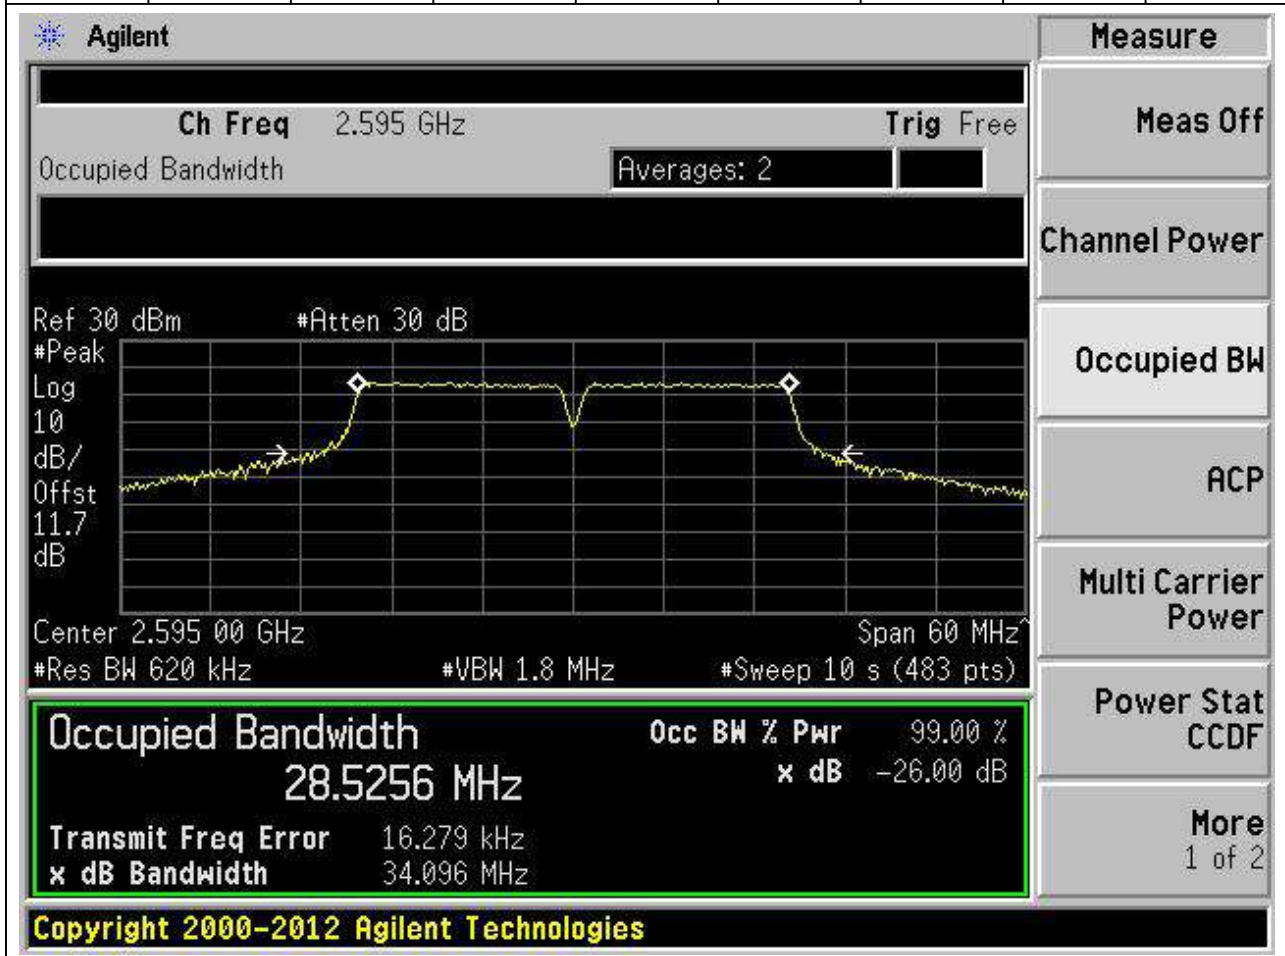 Agilent
Measure
Ch Freq 2.595 GHz Trig Free
Occupied Bandwidth Averages: 2
Meas Off
Channel Power
Occupied BW
ACP
Multi Carrier
Power
Power Stat
CCDF
More
1 of 2
Ref 30 dBm #Atten 30 dB
#Peak
Log
10
dB/
Offst
11.7
dB
Center 2.595 00 GHz Span 60 MHz^
#Res BW 620 kHz #VBW 1.8 MHz #Sweep 10 s (483 pts)
Occupied Bandwidth Occ BW % Pwr 99.00 %
28.5256 MHz x dB -26.00 dB
Transmit Freq Error 16.279 kHz
x dB Bandwidth 34.096 MHz
Copyright 2000-2012 Agilent Technologies